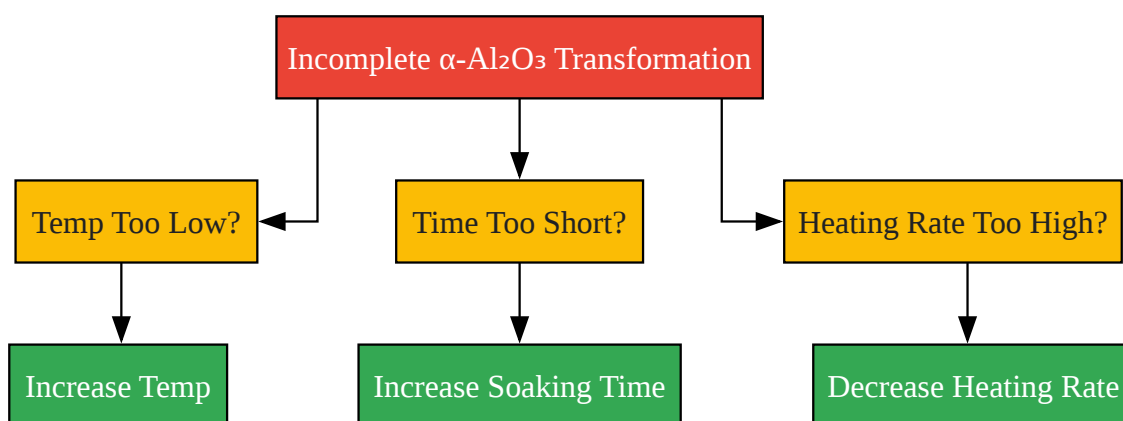 Incomplete α-Al₂O₃ Transformation
Temp Too Low?
Time Too Short?
Heating Rate Too High?
Increase Temp
Increase Soaking Time
Decrease Heating Rate